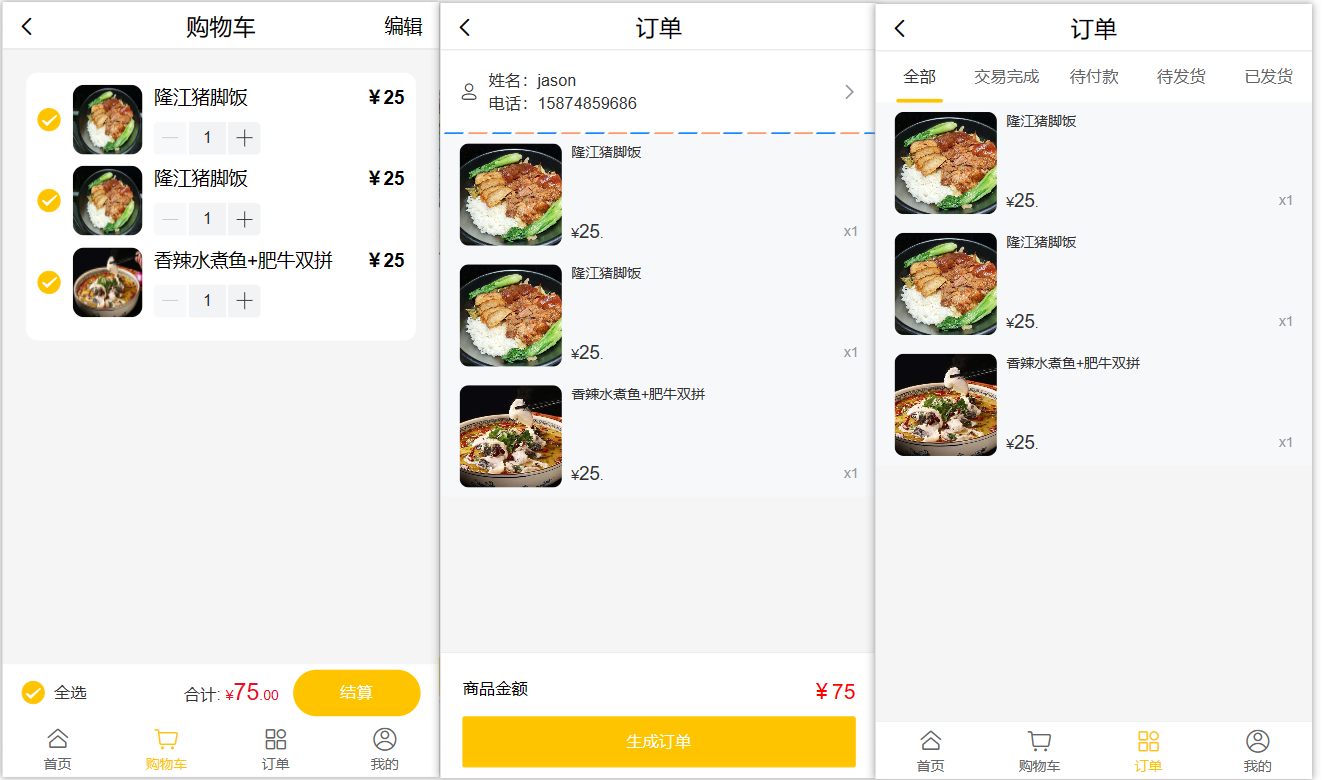 购物车
编辑
隆江猪脚饭
¥25
1
隆江猪脚饭
¥25
1
香辣水煮鱼+肥牛双拼
¥25
1
全选
合计: ¥75.00
结算
首页
购物车
订单
我的
订单
姓名：jason
电话：15874859686
隆江猪脚饭
¥25.
x1
隆江猪脚饭
¥25.
x1
香辣水煮鱼+肥牛双拼
¥25.
x1
商品金额
¥75
生成订单
订单
全部
交易完成
待付款
待发货
已发货
隆江猪脚饭
¥25.
x1
隆江猪脚饭
¥25.
x1
香辣水煮鱼+肥牛双拼
¥25.
x1
首页
购物车
订单
我的